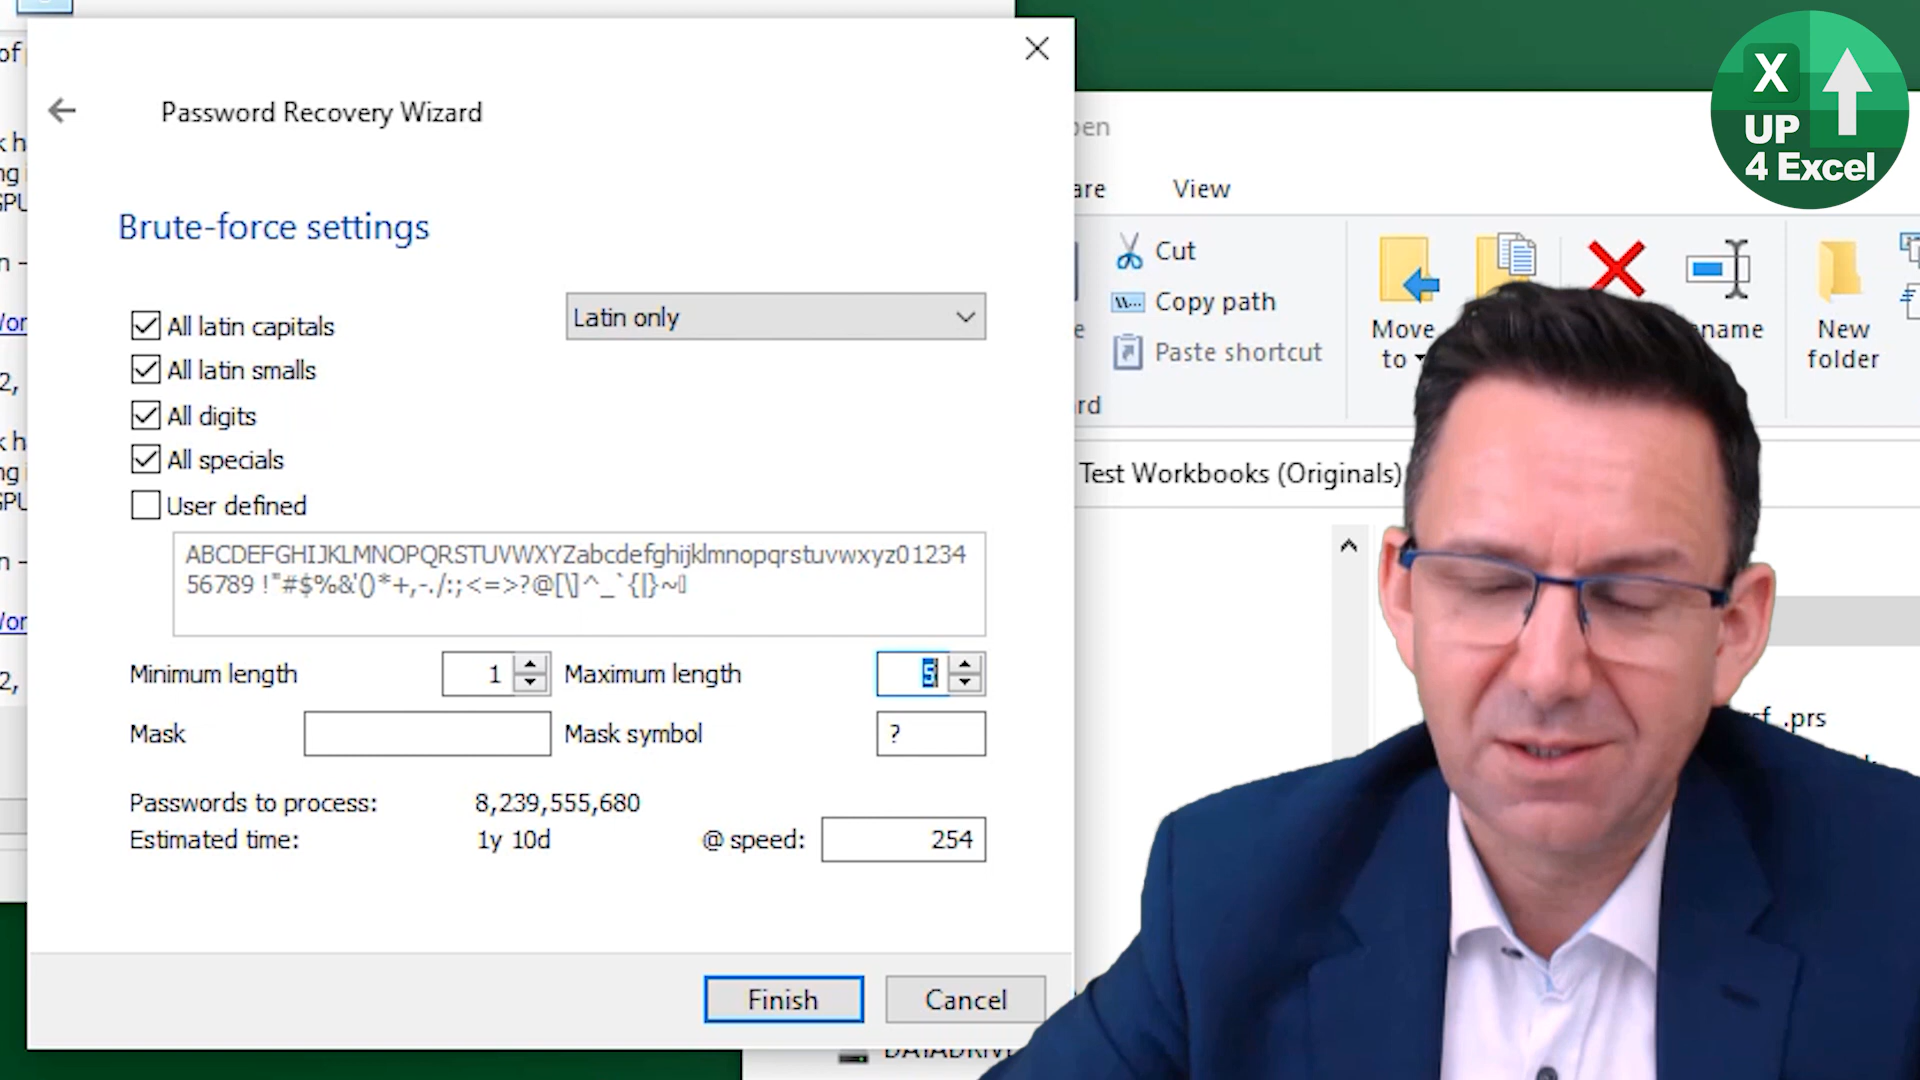 X
UP
4 Excel
of
Password Recovery Wizard
View
Brute-force settings
All latin capitals
Latin only
All latin smalls
All digits
All specials
User defined
ABCDEFGHIJKLMNOPQRSTUVWXYZabcdefghijklmnopqrstuvwxyz01234
56789 !"#$%&'()*+,-./:;<=>?@[\]^_`{|}~
Minimum length 1 Maximum length 5
Mask Mask symbol ?
Passwords to process: 8,239,555,680
Estimated time: 1y 10d @ speed: 254
Finish Cancel
Cut
Copy path
Paste shortcut
Move
to
New
folder
Test Workbooks (Originals)
.prs